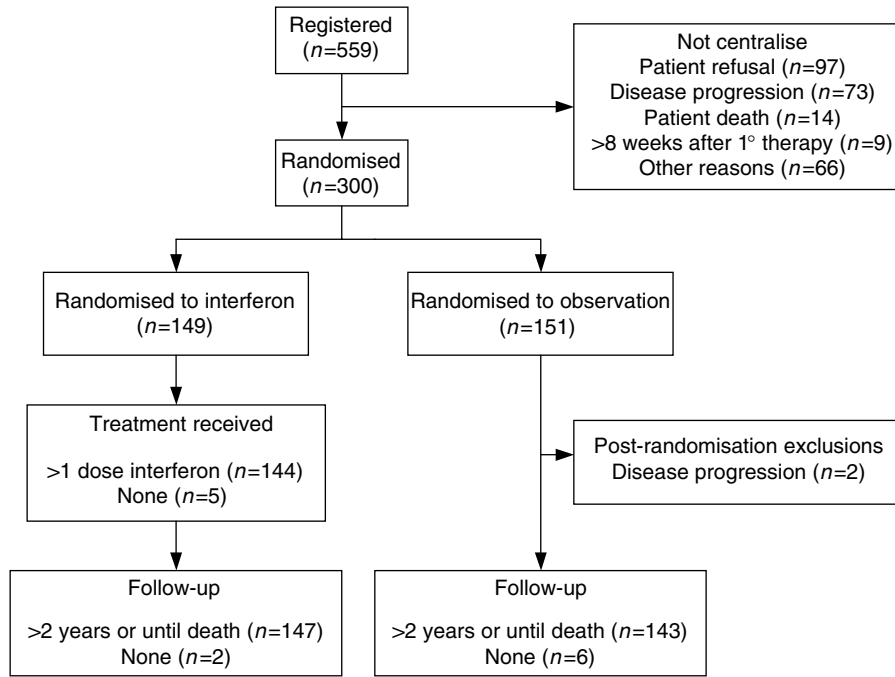 Registered
(n=559)
Not centralise
Patient refusal (n=97)
Disease progression (n=73)
Patient death (n=14)
>8 weeks after 1° therapy (n=9)
Other reasons (n=66)
Randomised
(n=300)
Randomised to interferon
(n=149)
Randomised to observation
(n=151)
Treatment received
>1 dose interferon (n=144)
None (n=5)
Post-randomisation exclusions
Disease progression (n=2)
Follow-up
>2 years or until death (n=147)
None (n=2)
Follow-up
>2 years or until death (n=143)
None (n=6)